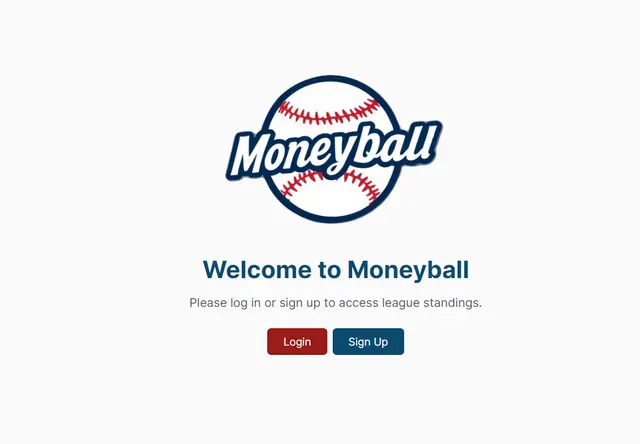 Moneyball
Welcome to Moneyball
Please log in or sign up to access league standings.
Login
Sign Up